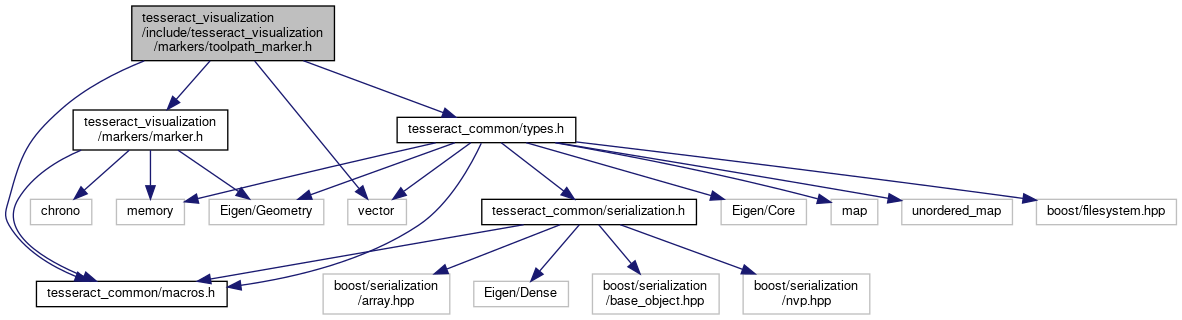 tesseract_visualization
/include/tesseract_visualization
/markers/toolpath_marker.h
tesseract_visualization
/markers/marker.h
tesseract_common/types.h
chrono
memory
Eigen/Geometry
vector
tesseract_common/serialization.h
Eigen/Core
map
unordered_map
boost/filesystem.hpp
tesseract_common/macros.h
boost/serialization
/array.hpp
Eigen/Dense
boost/serialization
/base_object.hpp
boost/serialization
/nvp.hpp